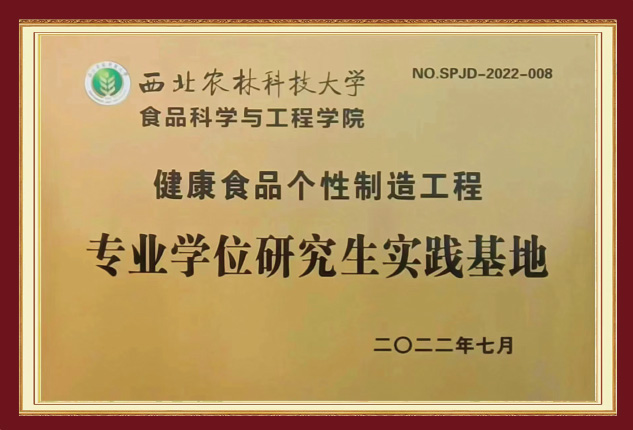 西北农林科技大学
NO.SPJD-2022-008
食品科学与工程学院
健康食品个性制造工程
专业学位研究生实践基地
二〇二二年七月